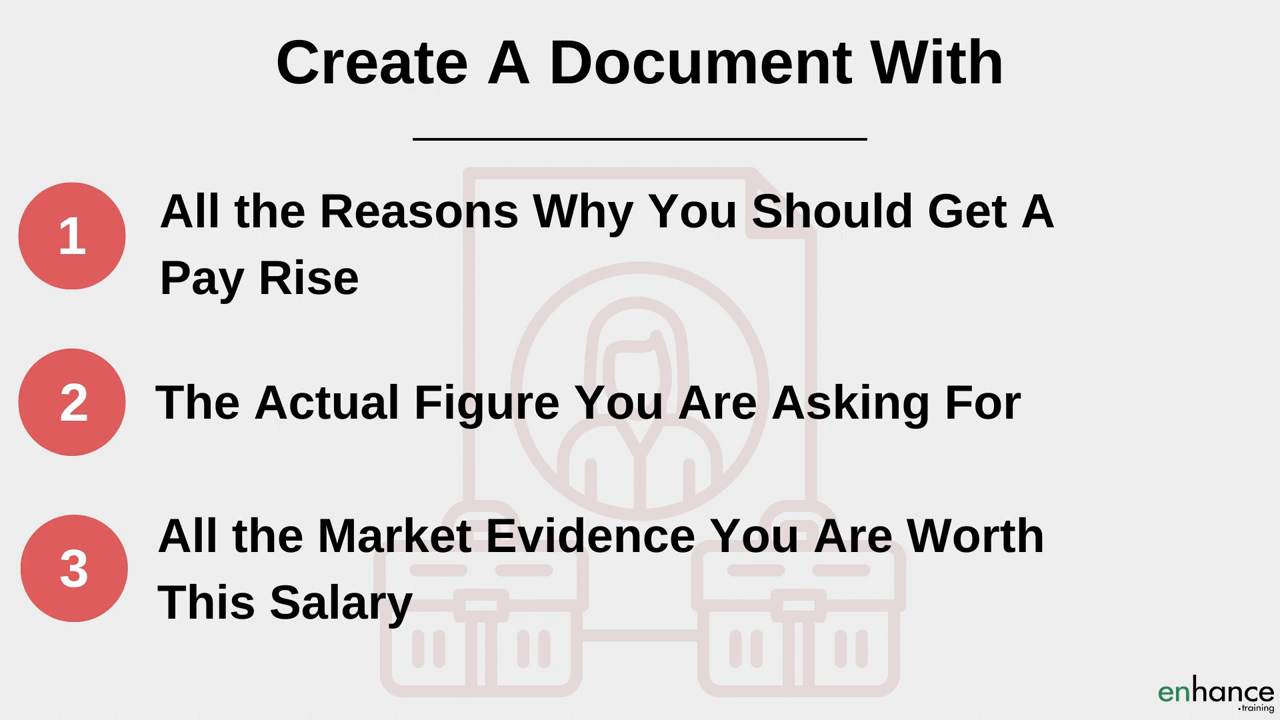 Create A Document With
1
All the Reasons Why You Should Get A
Pay Rise
2
The Actual Figure You Are Asking For
3
All the Market Evidence You Are Worth
This Salary
enhance
.training